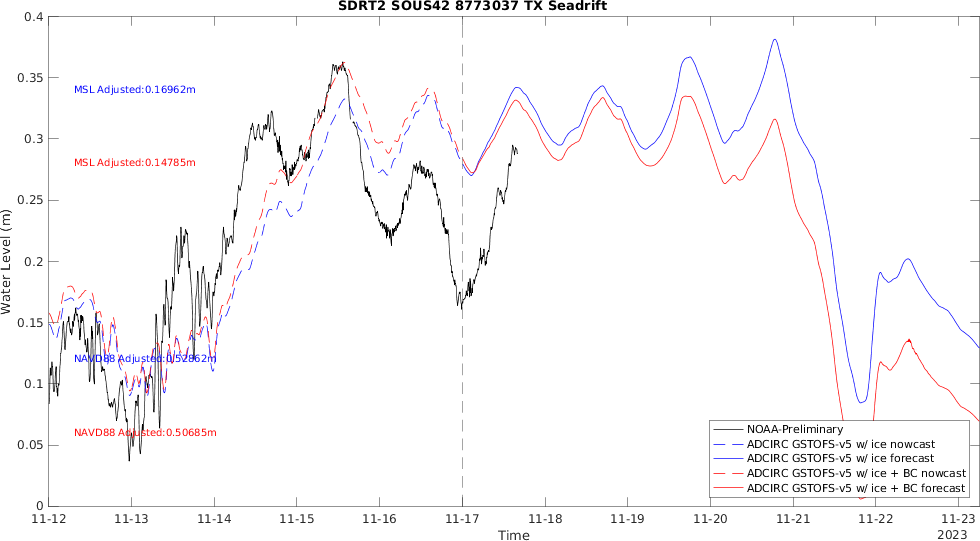 SDRT2 SOUS42 8773037 TX Seadrift
0.4
0.35
0.3
0.25
0.2
0.15
0.1
0.05
0
Water Level (m)
MSL Adjusted:0.16962m
MSL Adjusted:0.14785m
NAVD88 Adjusted:0.52862m
NAVD88 Adjusted:0.50685m
NOAA-Preliminary
ADCIRC GSTOFS-v5 w/ ice nowcast
ADCIRC GSTOFS-v5 w/ ice forecast
ADCIRC GSTOFS-v5 w/ ice + BC nowcast
ADCIRC GSTOFS-v5 w/ ice + BC forecast
11-12 11-13 11-14 11-15 11-16 11-17 11-18 11-19 11-20 11-21 11-22 11-23
Time
2023